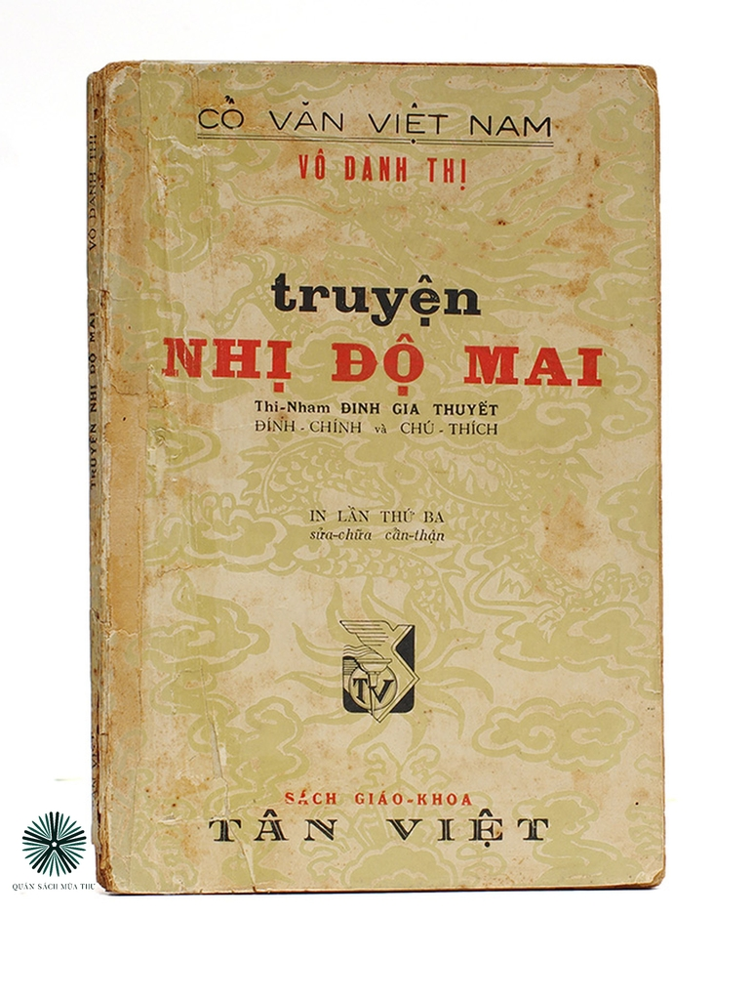 CỔ VĂN VIỆT NAM
VÔ DANH THỊ
truyện
NHỊ ĐỘ MAI
Thi-Nham ĐINH GIA THUYẾT
ĐÍNH - CHÍNH và CHÚ - THÍCH
IN LẦN THỨ BA
sửa-chữa cẩn-thận
TV
SÁCH GIÁO-KHOA
TÂN VIỆT
VÔ DANH THỊ
TRUYỆN NHỊ ĐỘ MAI
QUÁN SÁCH MÙA THU